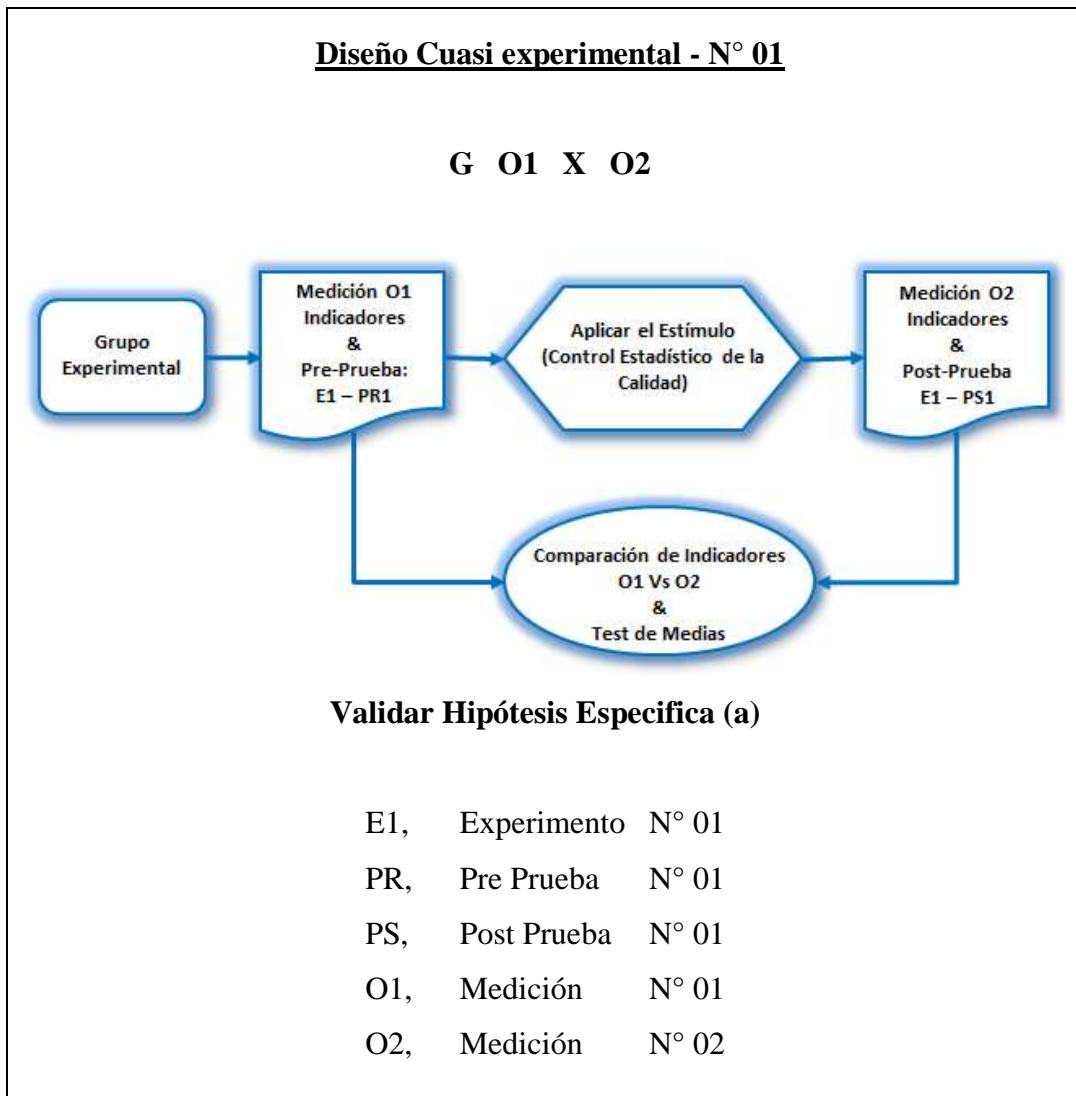 Diseño Cuasi experimental - N° 01
G O1 X O2
Grupo
Experimental
Medición O1
Indicadores
&
Pre-Prueba:
E1 – PR1
Aplicar el Estímulo
(Control Estadístico de la
Calidad)
Medición O2
Indicadores
&
Post-Prueba
E1 – PS1
Comparación de Indicadores
O1 Vs O2
&
Test de Medias
Validar Hipótesis Especifica (a)
E1, Experimento N° 01
PR, Pre Prueba N° 01
PS, Post Prueba N° 01
O1, Medición N° 01
O2, Medición N° 02